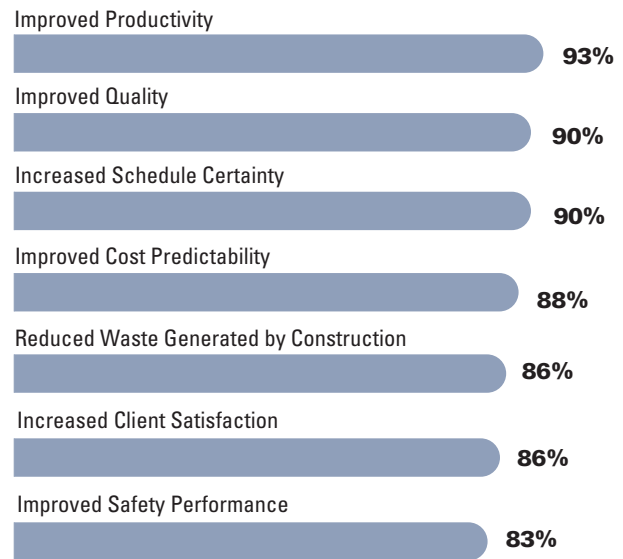 Improved Productivity
93%
Improved Quality
90%
Increased Schedule Certainty
90%
Improved Cost Predictability
88%
Reduced Waste Generated by Construction
86%
Increased Client Satisfaction
86%
Improved Safety Performance
83%